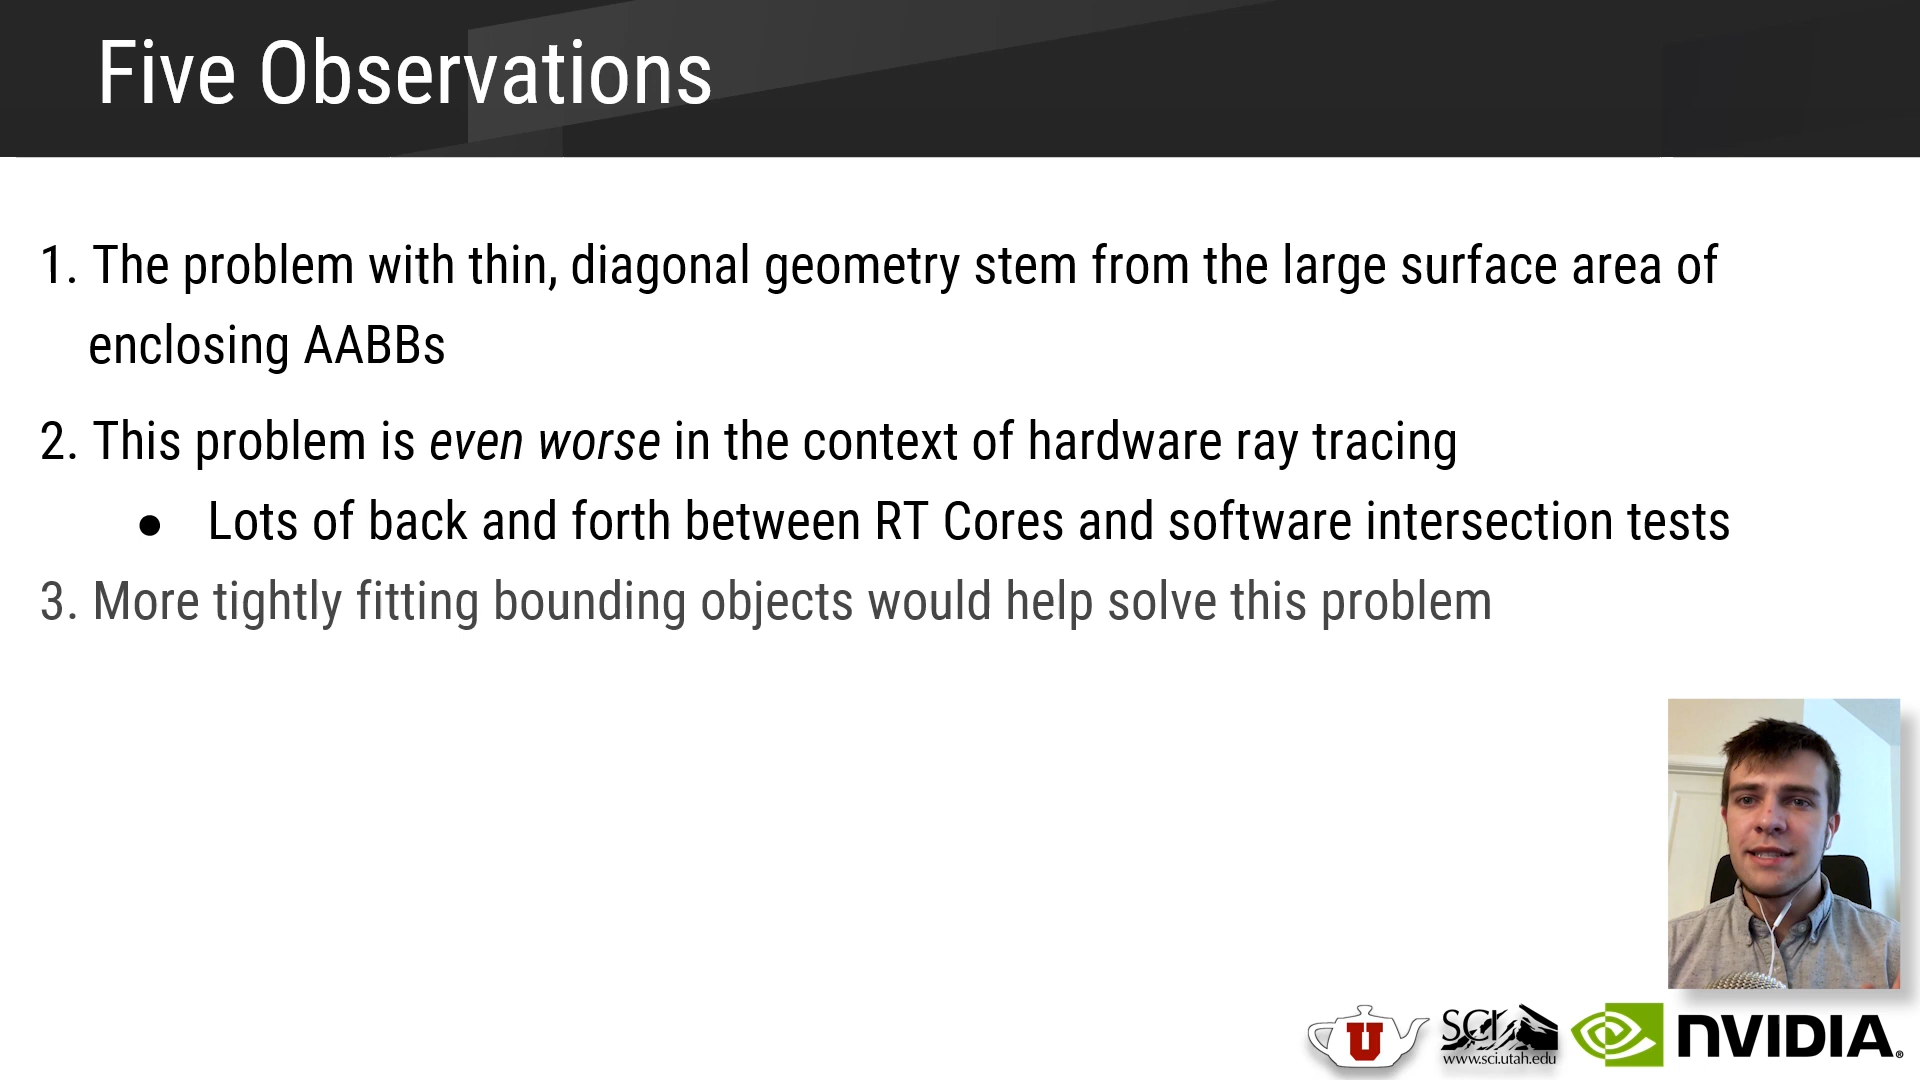 Five Observations
1. The problem with thin, diagonal geometry stem from the large surface area of
enclosing AABBs
2. This problem is even worse in the context of hardware ray tracing
● Lots of back and forth between RT Cores and software intersection tests
3. More tightly fitting bounding objects would help solve this problem
U
SCI
www.sci.utah.edu
NVIDIA®